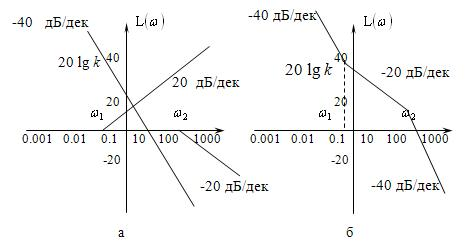 -40 дБ/дек L(ω)
40
20 lg k
20 дБ/дек
20
ω₁ ω₂
0.001 0.01 0.1 10 100 1000
-20
-20 дБ/дек
а
-40 дБ/дек L(ω)
40
-20 дБ/дек
20 lg k
20
ω₁ ω₂
0.001 0.01 0.1 10 100 1000
-20
-40 дБ/дек
б